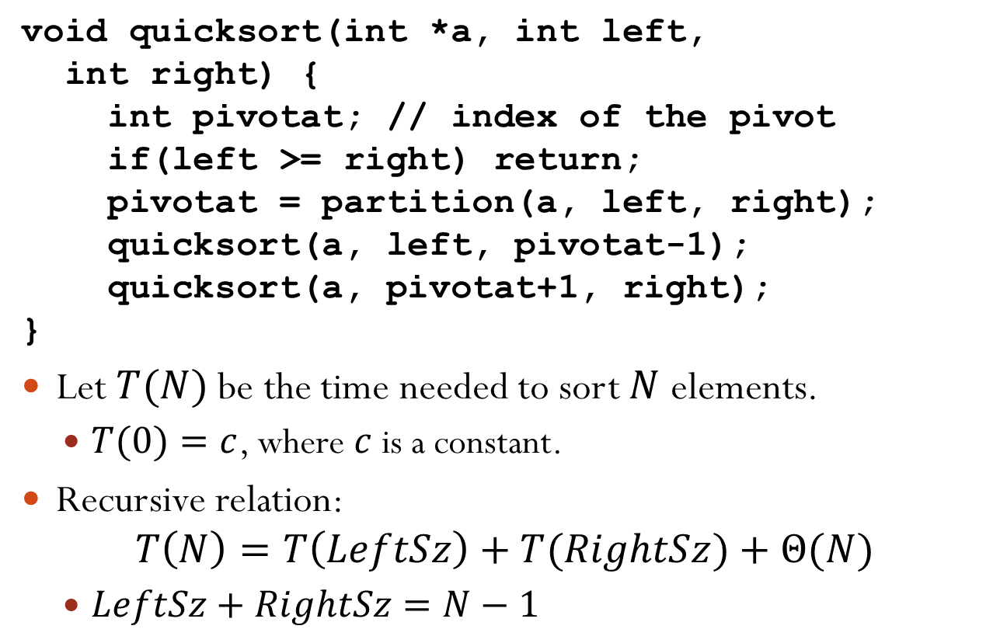 void quicksort(int *a, int left,
int right) {
int pivotat; // index of the pivot
if(left >= right) return;
pivotat = partition(a, left, right);
quicksort(a, left, pivotat-1);
quicksort(a, pivotat+1, right);
}
• Let 𝑇(𝑁) be the time needed to sort 𝑁 elements.
• 𝑇(0) = 𝑐, where 𝑐 is a constant.
• Recursive relation:
𝑇(𝑁) = 𝑇(𝐿𝑒𝑓𝑡𝑆𝑧) + 𝑇(𝑅𝑖𝑔ℎ𝑡𝑆𝑧) + Θ(𝑁)
• 𝐿𝑒𝑓𝑡𝑆𝑧 + 𝑅𝑖𝑔ℎ𝑡𝑆𝑧 = 𝑁 − 1